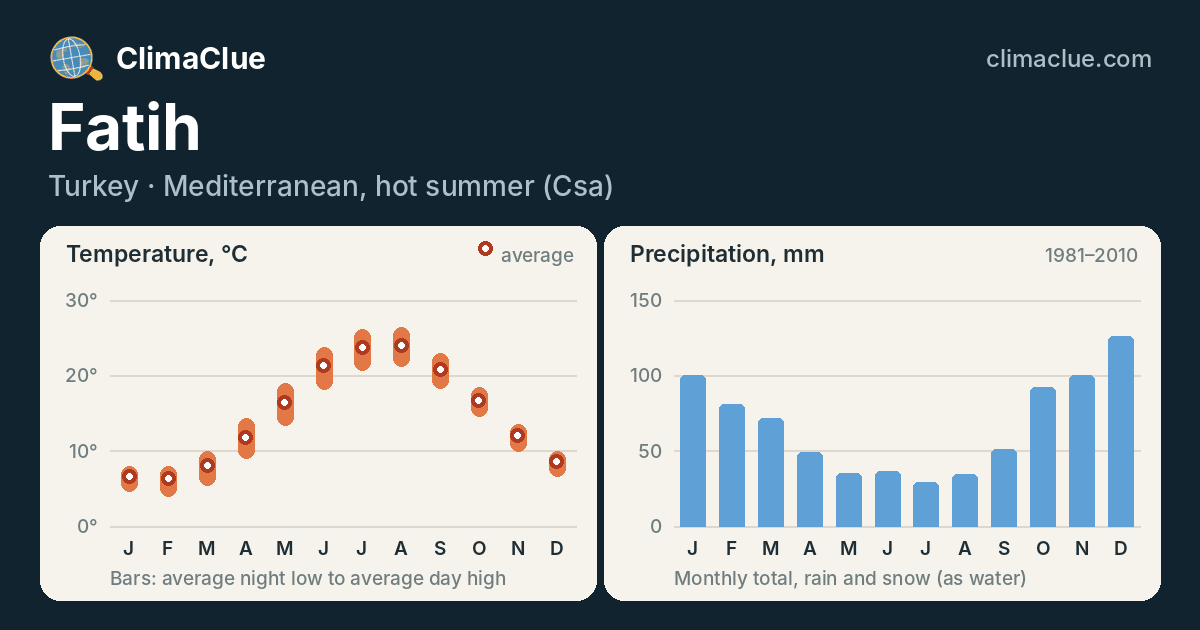 ClimaClue
climaclue.com
Fatih
Turkey · Mediterranean, hot summer (Csa)
Temperature, °C
average
30°
20°
10°
0°
J F M A M J J A S O N D
Bars: average night low to average day high
Precipitation, mm
1981–2010
150
100
50
0
J F M A M J J A S O N D
Monthly total, rain and snow (as water)